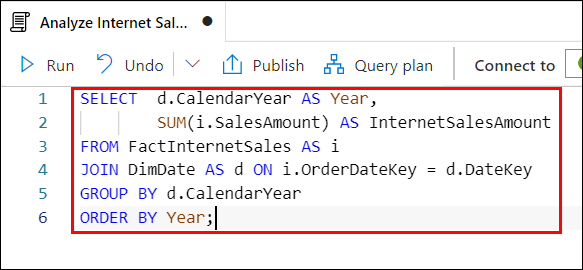 Analyze Internet Sal...
Run Undo Publish Query plan Connect to
1 SELECT d.CalendarYear AS Year,
2 SUM(i.SalesAmount) AS InternetSalesAmount
3 FROM FactInternetSales AS i
4 JOIN DimDate AS d ON i.OrderDateKey = d.DateKey
5 GROUP BY d.CalendarYear
6 ORDER BY Year;